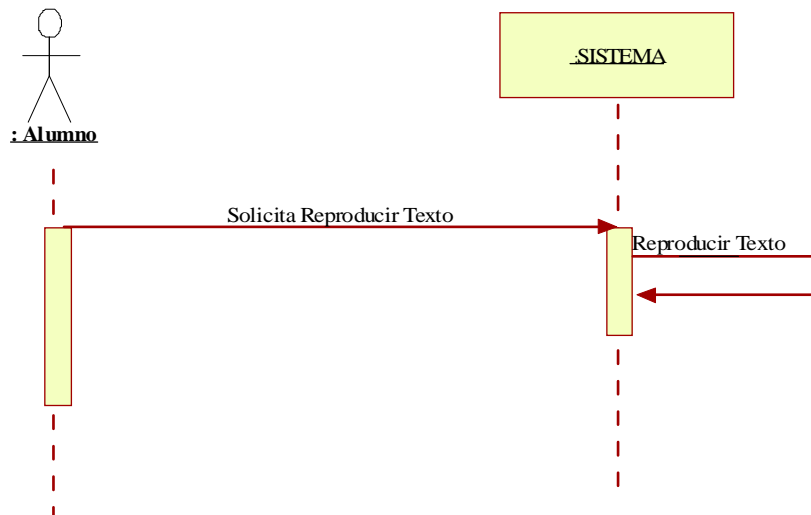 :SISTEMA
: Alumno
Solicita Reproducir Texto
Reproducir Texto